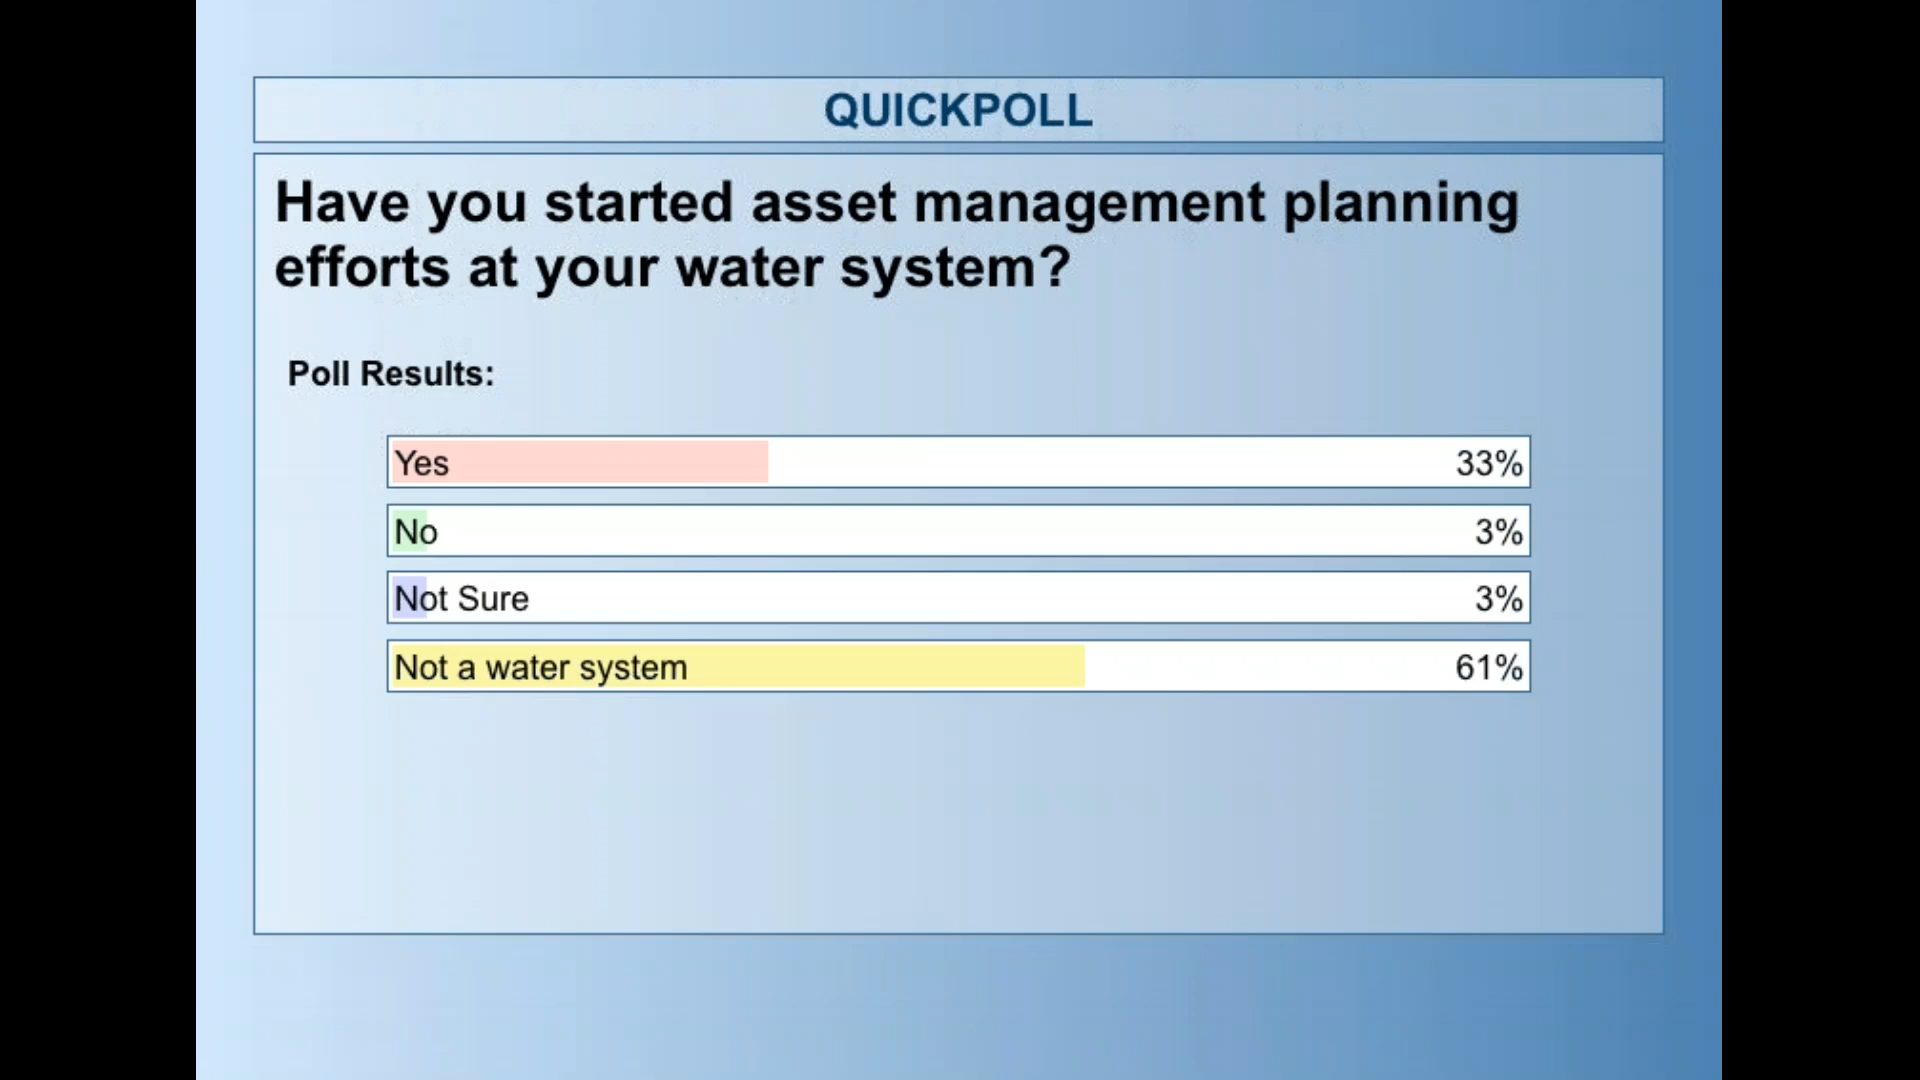 QUICKPOLL
Have you started asset management planning
efforts at your water system?
Poll Results:
Yes 33%
No 3%
Not Sure 3%
Not a water system 61%